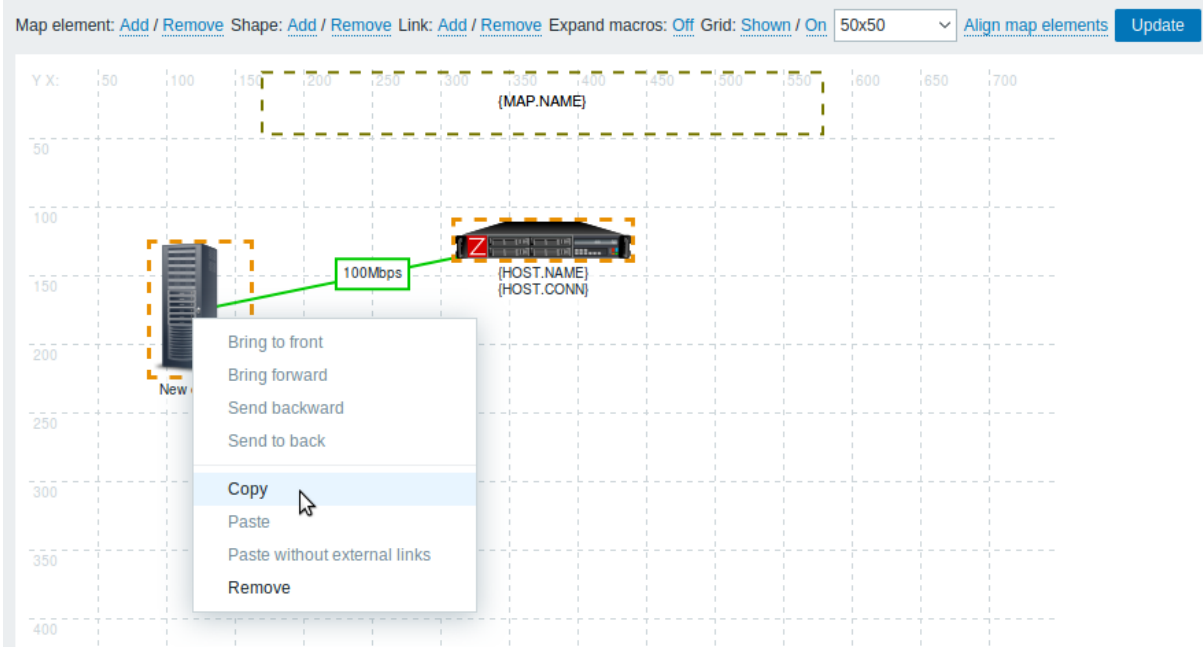 Map element: Add / Remove Shape: Add / Remove Link: Add / Remove Expand macros: Off Grid: Shown / On 50x50 Align map elements Update
Y X: 50 100 150 200 250 300 350 400 450 500 550 600 650 700
{MAP.NAME}
50
100
Z
100Mbps
{HOST.NAME}
150
{HOST.CONN}
200
New
250
300
350
400
Bring to front
Bring forward
Send backward
Send to back
Copy
Paste
Paste without external links
Remove